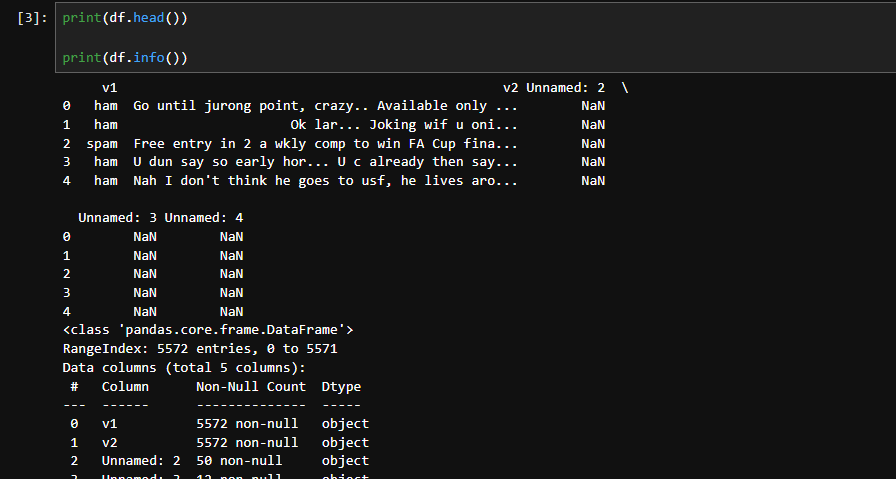 [3]: print(df.head())
print(df.info())
v1 v2 Unnamed: 2 \
0 ham Go until jurong point, crazy.. Available only ... NaN
1 ham Ok lar... Joking wif u oni... NaN
2 spam Free entry in 2 a wkly comp to win FA Cup fina... NaN
3 ham U dun say so early hor... U c already then say... NaN
4 ham Nah I don't think he goes to usf, he lives aro... NaN
Unnamed: 3 Unnamed: 4
0 NaN NaN
1 NaN NaN
2 NaN NaN
3 NaN NaN
4 NaN NaN
<class 'pandas.core.frame.DataFrame'>
RangeIndex: 5572 entries, 0 to 5571
Data columns (total 5 columns):
# Column Non-Null Count Dtype
--- ------ -------------- -----
0 v1 5572 non-null object
1 v2 5572 non-null object
2 Unnamed: 2 50 non-null object
3 Unnamed: 3 12 non-null object